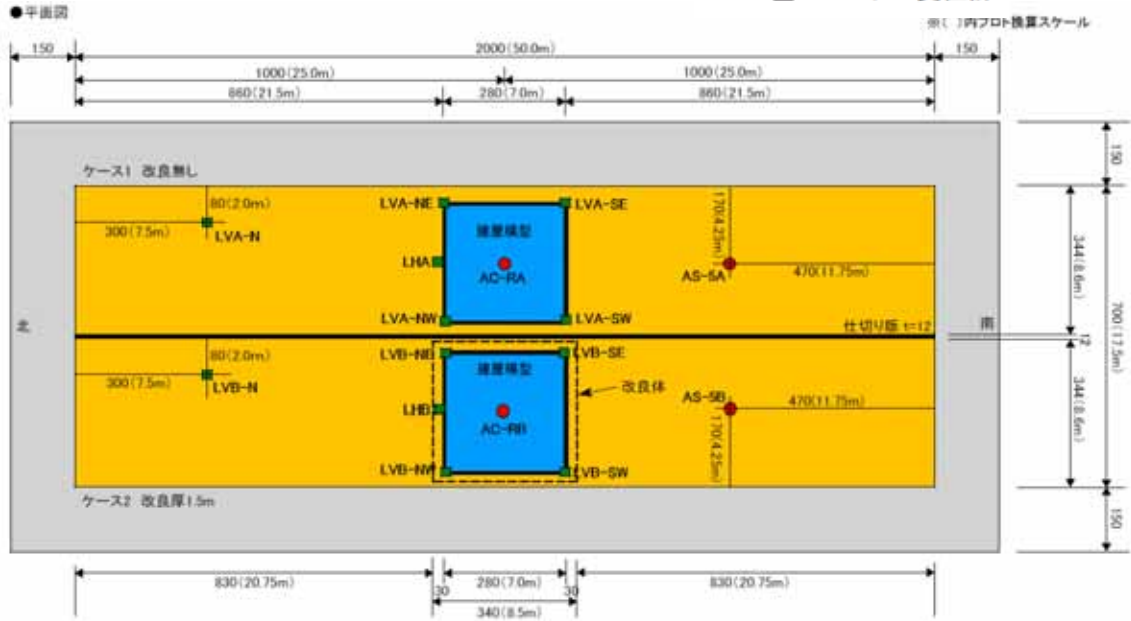 ●平面図
※( )内プロト換算スケール
150
2000(50.0m)
150
1000(25.0m)
1000(25.0m)
860(21.5m)
280(7.0m)
860(21.5m)
ケース1 改良無し
150
80(2.0m)
300(7.5m)
LVA-N
LVA-NE
LVA-SE
建屋模型
LHA
AC-RA
170(4.25m)
AS-5A
470(11.75m)
344(8.6m)
LVA-NW
LVA-SW
仕切り版 t=12
北
南
12
700(17.5m)
80(2.0m)
300(7.5m)
LVB-N
LVB-NE
LVB-SE
建屋模型
改良体
LHB
AC-RB
AS-5B
470(11.75m)
170(4.25m)
344(8.6m)
LVB-NW
LVB-SW
ケース2 改良厚1.5m
150
830(20.75m)
280(7.0m)
830(20.75m)
30
30
340(8.5m)